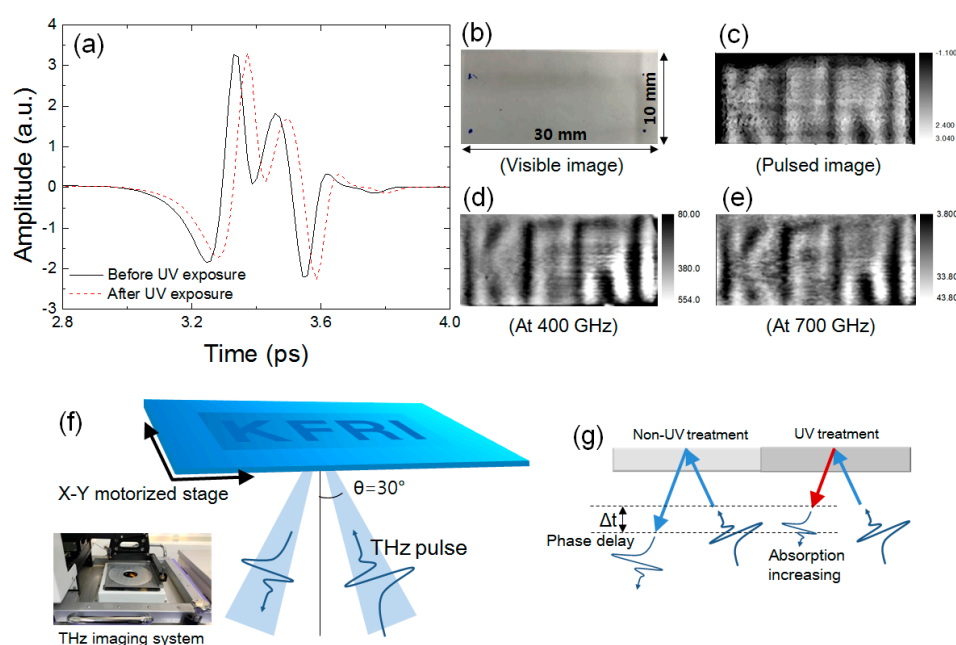 (a)
4
3
2
1
0
-1
-2
-3
Amplitude (a.u.)
Before UV exposure
After UV exposure
2.8 3.2 3.6 4.0
Time (ps)
(b)
10 mm
30 mm
(Visible image)
(c)
-1.100
2.400
3.040
(Pulsed image)
(d)
80.00
380.0
554.0
(At 400 GHz)
(e)
3.800
33.80
43.80
(At 700 GHz)
(f)
KFRI
X-Y motorized stage
θ=30°
THz pulse
THz imaging system
(g)
Non-UV treatment
UV treatment
Δt
Phase delay
Absorption
increasing